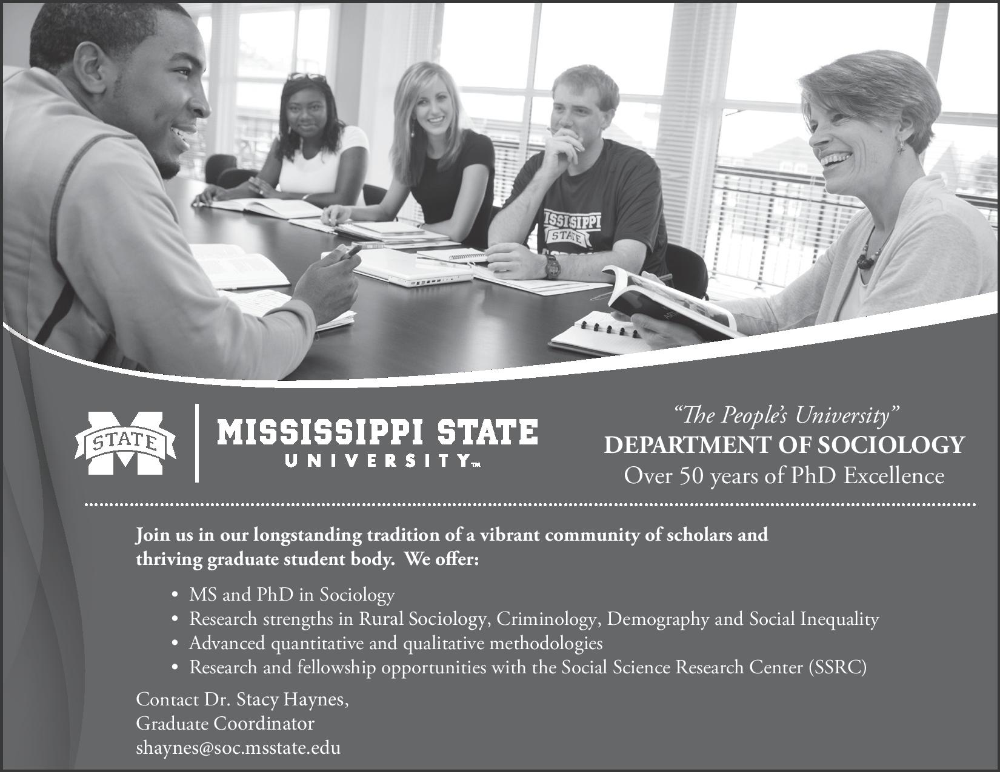 ISSISSIPPI
STATE
STATE
MISSISSIPPI STATE
UNIVERSITY™
“The People’s University”
DEPARTMENT OF SOCIOLOGY
Over 50 years of PhD Excellence
Join us in our longstanding tradition of a vibrant community of scholars and
thriving graduate student body.  We offer:
• MS and PhD in Sociology
• Research strengths in Rural Sociology, Criminology, Demography and Social Inequality
• Advanced quantitative and qualitative methodologies
• Research and fellowship opportunities with the Social Science Research Center (SSRC)
Contact Dr. Stacy Haynes,
Graduate Coordinator
shaynes@soc.msstate.edu